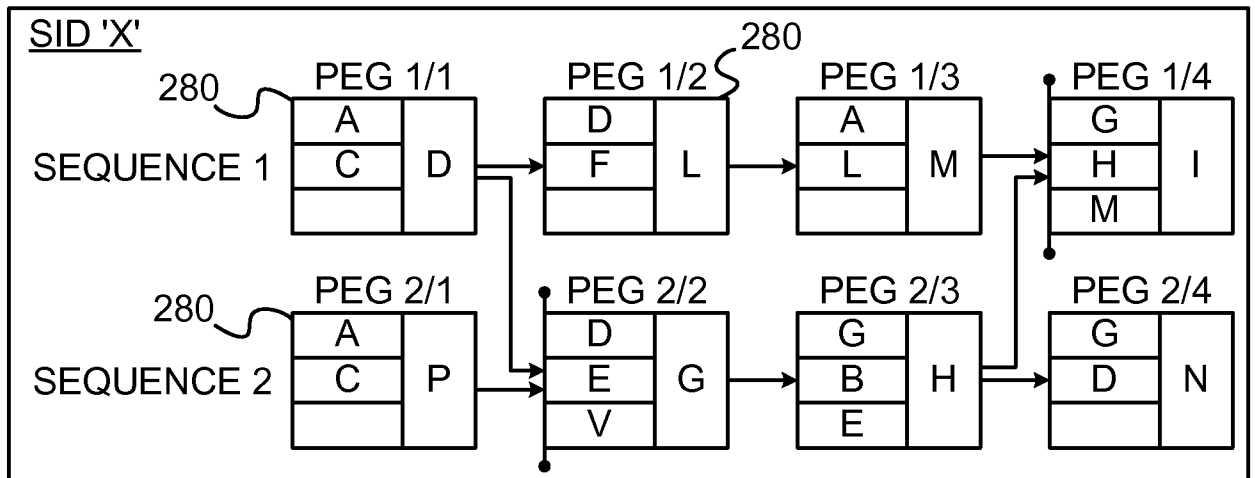 SID 'X'
280
PEG 1/1 PEG 1/2 PEG 1/3 PEG 1/4
280
A D A G
SEQUENCE 1 C D F L L M H I
M
PEG 2/1 PEG 2/2 PEG 2/3 PEG 2/4
280
A D G G
SEQUENCE 2 C P E G B H D N
V E